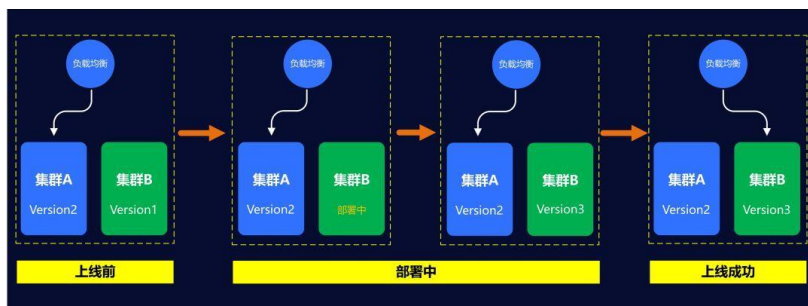 负载均衡
集群A
Version2
集群B
Version1
负载均衡
集群A
Version2
集群B
部署中
负载均衡
集群A
Version2
集群B
Version3
负载均衡
集群A
Version2
集群B
Version3
上线前
部署中
上线成功